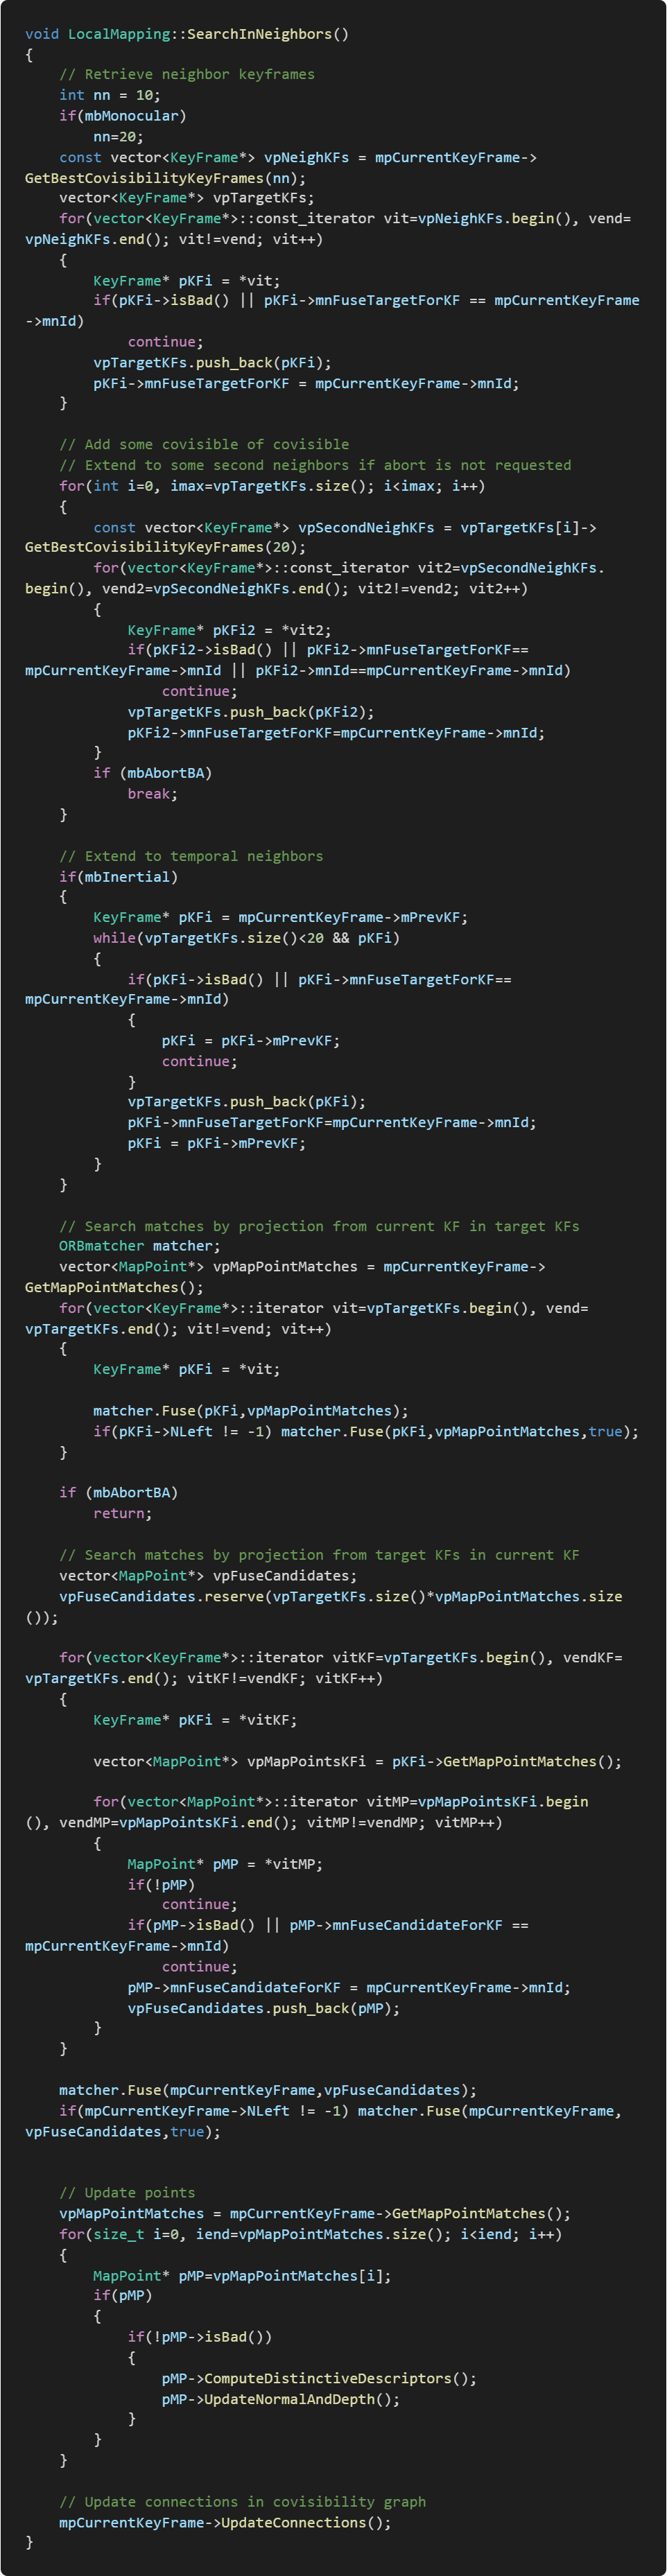 void LocalMapping::SearchInNeighbors()
{
    // Retrieve neighbor keyframes
    int nn = 10;
    if(mbMonocular)
        nn=20;
    const vector<KeyFrame*> vpNeighKFs = mpCurrentKeyFrame->
GetBestCovisibilityKeyFrames(nn);
    vector<KeyFrame*> vpTargetKFs;
    for(vector<KeyFrame*>::const_iterator vit=vpNeighKFs.begin(), vend=
vpNeighKFs.end(); vit!=vend; vit++)
    {
        KeyFrame* pKFi = *vit;
        if(pKFi->isBad() || pKFi->mnFuseTargetForKF == mpCurrentKeyFrame
->mnId)
            continue;
        vpTargetKFs.push_back(pKFi);
        pKFi->mnFuseTargetForKF = mpCurrentKeyFrame->mnId;
    }

    // Add some covisible of covisible
    // Extend to some second neighbors if abort is not requested
    for(int i=0, imax=vpTargetKFs.size(); i<imax; i++)
    {
        const vector<KeyFrame*> vpSecondNeighKFs = vpTargetKFs[i]->
GetBestCovisibilityKeyFrames(20);
        for(vector<KeyFrame*>::const_iterator vit2=vpSecondNeighKFs.
begin(), vend2=vpSecondNeighKFs.end(); vit2!=vend2; vit2++)
        {
            KeyFrame* pKFi2 = *vit2;
            if(pKFi2->isBad() || pKFi2->mnFuseTargetForKF==
mpCurrentKeyFrame->mnId || pKFi2->mnId==mpCurrentKeyFrame->mnId)
                continue;
            vpTargetKFs.push_back(pKFi2);
            pKFi2->mnFuseTargetForKF=mpCurrentKeyFrame->mnId;
        }
        if (mbAbortBA)
            break;
    }

    // Extend to temporal neighbors
    if(mbInertial)
    {
        KeyFrame* pKFi = mpCurrentKeyFrame->mPrevKF;
        while(vpTargetKFs.size()<20 && pKFi)
        {
            if(pKFi->isBad() || pKFi->mnFuseTargetForKF==
mpCurrentKeyFrame->mnId)
            {
                pKFi = pKFi->mPrevKF;
                continue;
            }
            vpTargetKFs.push_back(pKFi);
            pKFi->mnFuseTargetForKF=mpCurrentKeyFrame->mnId;
            pKFi = pKFi->mPrevKF;
        }
    }

    // Search matches by projection from current KF in target KFs
    ORBmatcher matcher;
    vector<MapPoint*> vpMapPointMatches = mpCurrentKeyFrame->
GetMapPointMatches();
    for(vector<KeyFrame*>::iterator vit=vpTargetKFs.begin(), vend=
vpTargetKFs.end(); vit!=vend; vit++)
    {
        KeyFrame* pKFi = *vit;

        matcher.Fuse(pKFi,vpMapPointMatches);
        if(pKFi->NLeft != -1) matcher.Fuse(pKFi,vpMapPointMatches,true);
    }

    if (mbAbortBA)
        return;

    // Search matches by projection from target KFs in current KF
    vector<MapPoint*> vpFuseCandidates;
    vpFuseCandidates.reserve(vpTargetKFs.size()*vpMapPointMatches.size
());

    for(vector<KeyFrame*>::iterator vitKF=vpTargetKFs.begin(), vendKF=
vpTargetKFs.end(); vitKF!=vendKF; vitKF++)
    {
        KeyFrame* pKFi = *vitKF;

        vector<MapPoint*> vpMapPointsKFi = pKFi->GetMapPointMatches();

        for(vector<MapPoint*>::iterator vitMP=vpMapPointsKFi.begin
(), vendMP=vpMapPointsKFi.end(); vitMP!=vendMP; vitMP++)
        {
            MapPoint* pMP = *vitMP;
            if(!pMP)
                continue;
            if(pMP->isBad() || pMP->mnFuseCandidateForKF ==
mpCurrentKeyFrame->mnId)
                continue;
            pMP->mnFuseCandidateForKF = mpCurrentKeyFrame->mnId;
            vpFuseCandidates.push_back(pMP);
        }
    }

    matcher.Fuse(mpCurrentKeyFrame,vpFuseCandidates);
    if(mpCurrentKeyFrame->NLeft != -1) matcher.Fuse(mpCurrentKeyFrame,
vpFuseCandidates,true);


    // Update points
    vpMapPointMatches = mpCurrentKeyFrame->GetMapPointMatches();
    for(size_t i=0, iend=vpMapPointMatches.size(); i<iend; i++)
    {
        MapPoint* pMP=vpMapPointMatches[i];
        if(pMP)
        {
            if(!pMP->isBad())
            {
                pMP->ComputeDistinctiveDescriptors();
                pMP->UpdateNormalAndDepth();
            }
        }
    }

    // Update connections in covisibility graph
    mpCurrentKeyFrame->UpdateConnections();
}